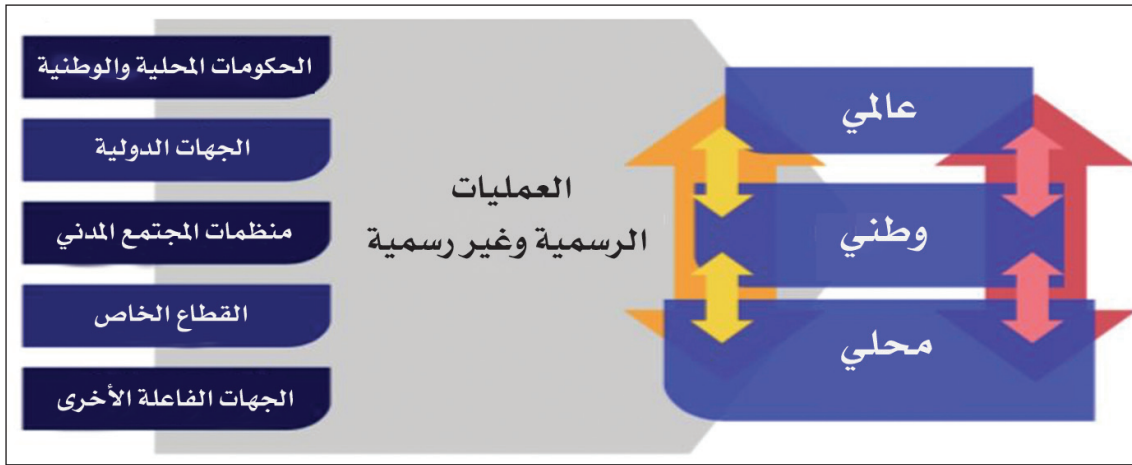 الحكومات المحلية والوطنية
الجهات الدولية
منظمات المجتمع المدني
القطاع الخاص
الجهات الفاعلة الأخرى
العمليات
الرسمية وغير رسمية
عالمي
وطني
محلي